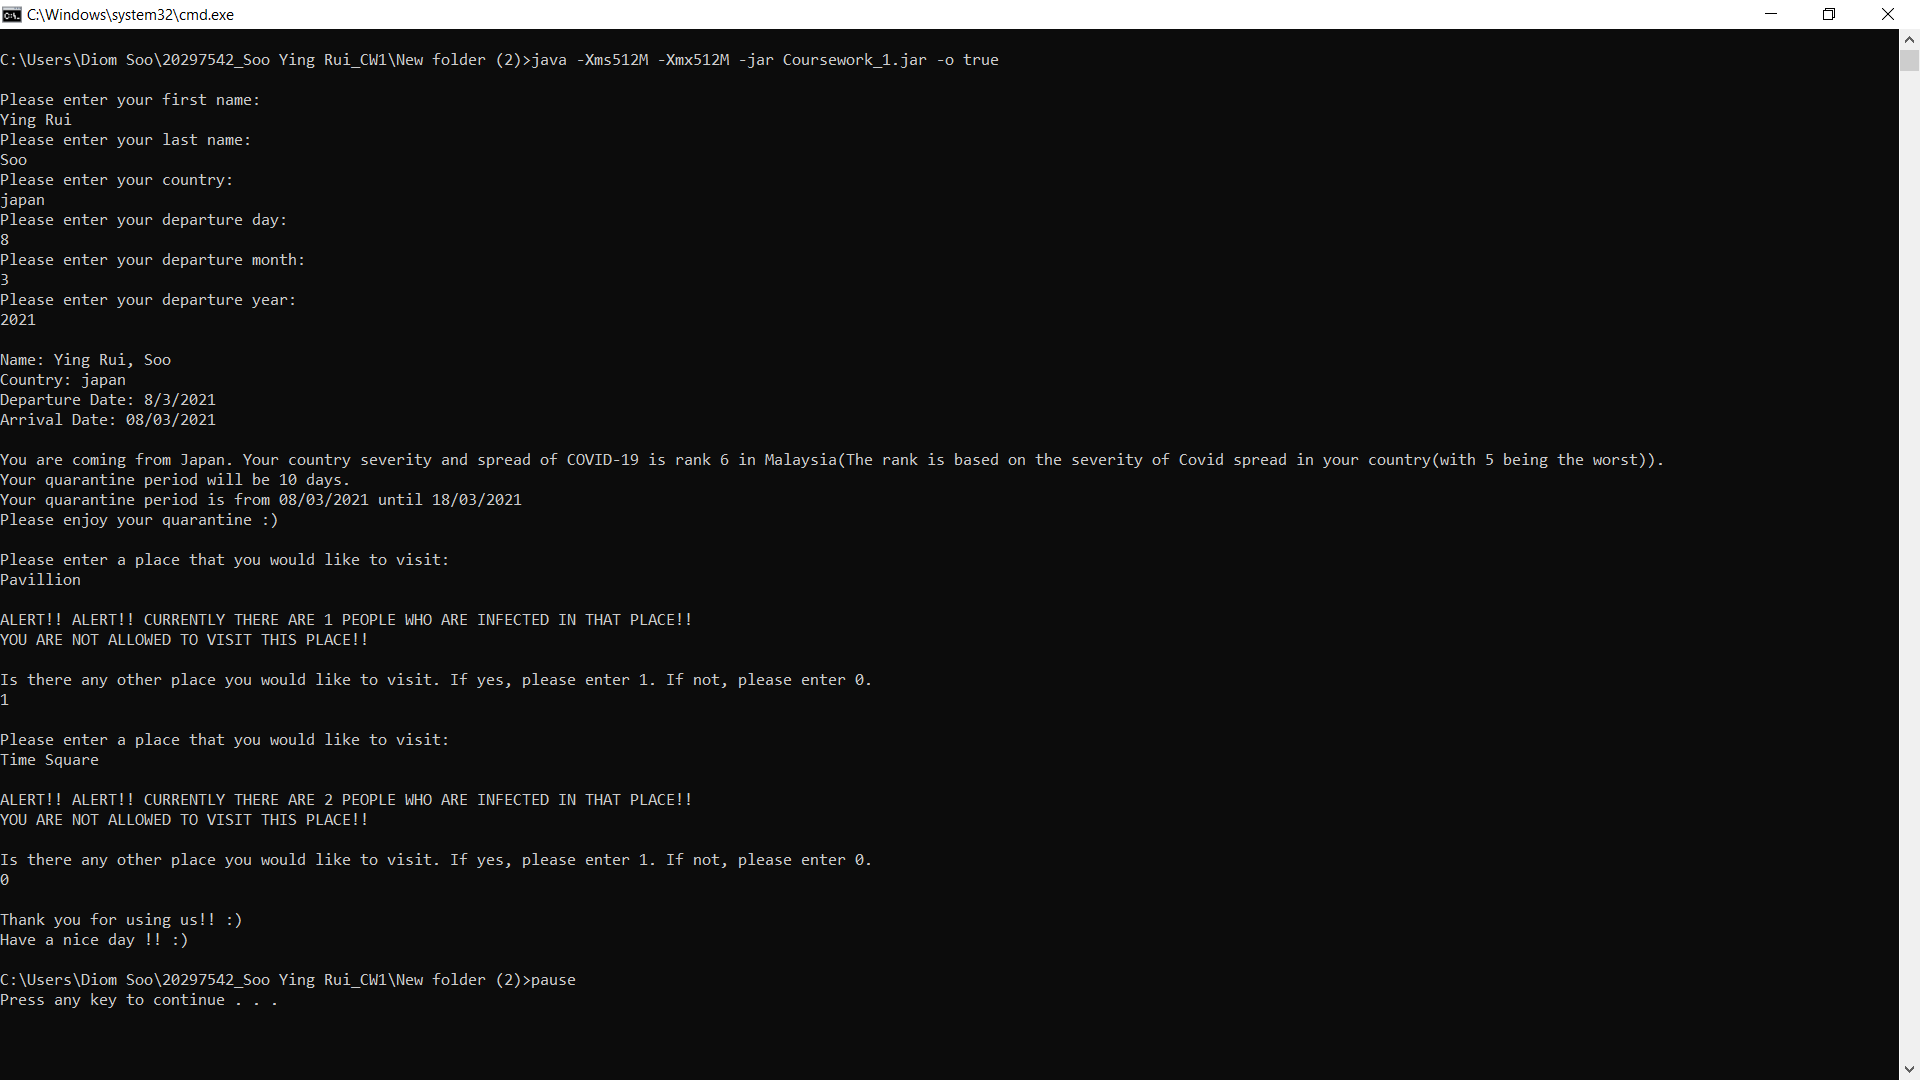 C:\Windows\system32\cmd.exe
C:\Users\Diom Soo\20297542_Soo Ying Rui_CW1\New folder (2)>java -Xms512M -Xmx512M -jar Coursework_1.jar -o true
Please enter your first name:
Ying Rui
Please enter your last name:
Soo
Please enter your country:
japan
Please enter your departure day:
8
Please enter your departure month:
3
Please enter your departure year:
2021
Name: Ying Rui, Soo
Country: japan
Departure Date: 8/3/2021
Arrival Date: 08/03/2021
You are coming from Japan. Your country severity and spread of COVID-19 is rank 6 in Malaysia(The rank is based on the severity of Covid spread in your country(with 5 being the worst)).
Your quarantine period will be 10 days.
Your quarantine period is from 08/03/2021 until 18/03/2021
Please enjoy your quarantine :)
Please enter a place that you would like to visit:
Pavillion
ALERT!! ALERT!! CURRENTLY THERE ARE 1 PEOPLE WHO ARE INFECTED IN THAT PLACE!!
YOU ARE NOT ALLOWED TO VISIT THIS PLACE!!
Is there any other place you would like to visit. If yes, please enter 1. If not, please enter 0.
1
Please enter a place that you would like to visit:
Time Square
ALERT!! ALERT!! CURRENTLY THERE ARE 2 PEOPLE WHO ARE INFECTED IN THAT PLACE!!
YOU ARE NOT ALLOWED TO VISIT THIS PLACE!!
Is there any other place you would like to visit. If yes, please enter 1. If not, please enter 0.
0
Thank you for using us!! :)
Have a nice day !! :)
C:\Users\Diom Soo\20297542_Soo Ying Rui_CW1\New folder (2)>pause
Press any key to continue . . .